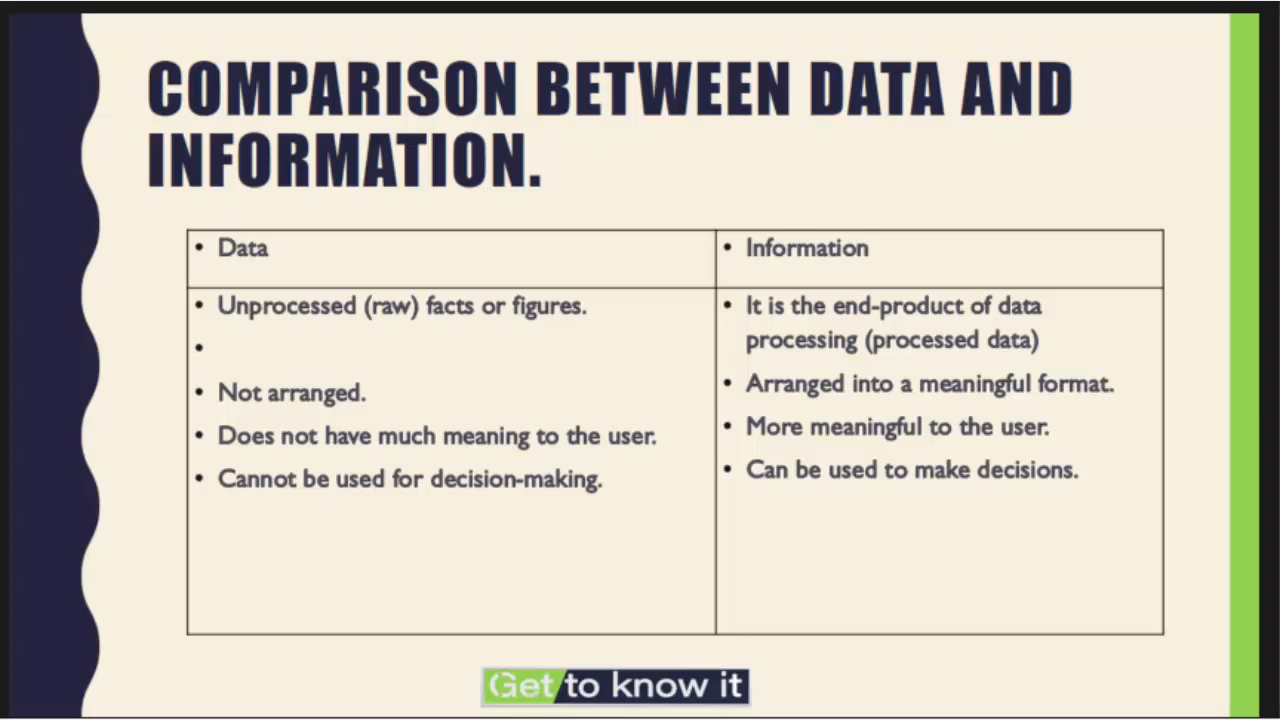 COMPARISON BETWEEN DATA AND
INFORMATION.
• Data
• Information
• Unprocessed (raw) facts or figures.
•
• Not arranged.
• Does not have much meaning to the user.
• Cannot be used for decision-making.
• It is the end-product of data
processing (processed data)
• Arranged into a meaningful format.
• More meaningful to the user.
• Can be used to make decisions.
Get to know it